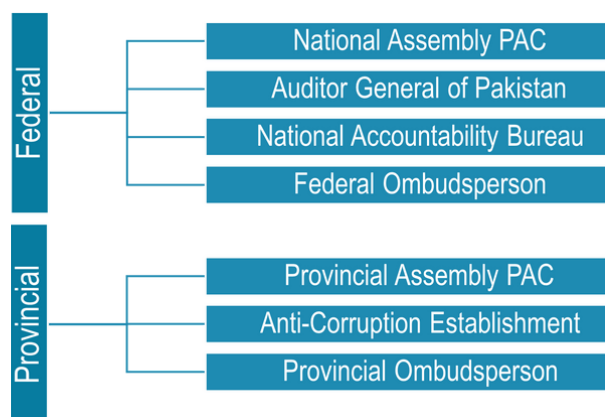 Federal
National Assembly PAC
Auditor General of Pakistan
National Accountability Bureau
Federal Ombudsperson
Provincial
Provincial Assembly PAC
Anti-Corruption Establishment
Provincial Ombudsperson